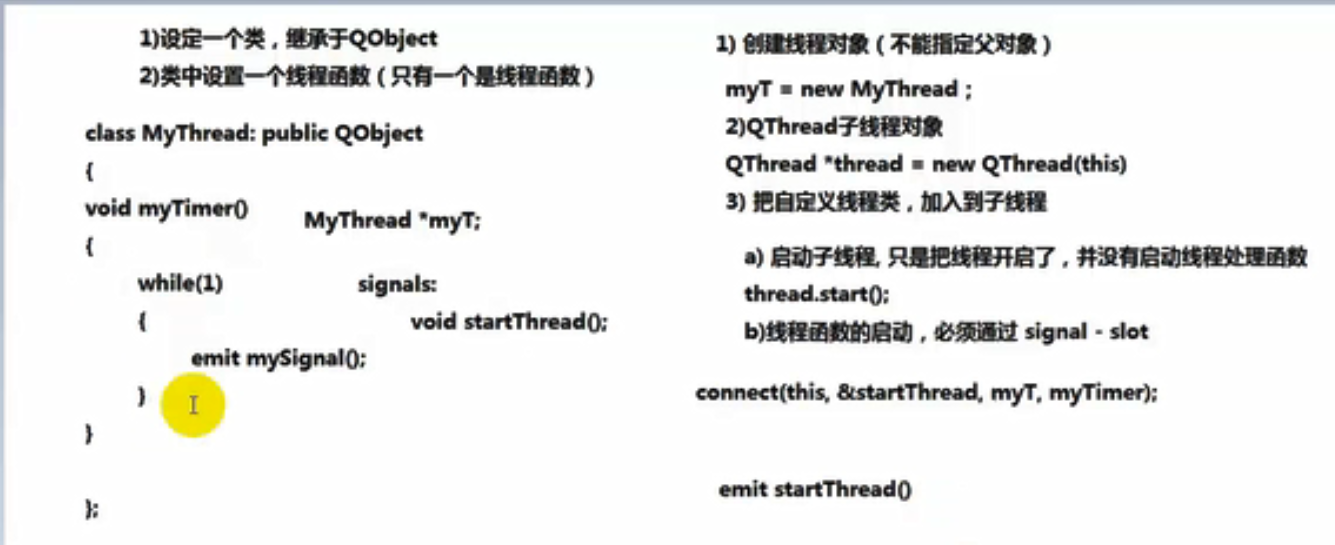 1)设定一个类，继承于QObject
2)类中设置一个线程函数（只有一个是线程函数）
class MyThread: public QObject
{
void myTimer()
MyThread *myT;
{
while(1)
signals:
{
void startThread();
emit mySignal();
}
}
};
1) 创建线程对象（不能指定父对象）
myT = new MyThread ;
2)QThread子线程对象
QThread *thread = new QThread(this)
3) 把自定义线程类，加入到子线程
a) 启动子线程, 只是把线程开启了，并没有启动线程处理函数
thread.start();
b)线程函数的启动，必须通过 signal - slot
connect(this, &startThread, myT, myTimer);
emit startThread()